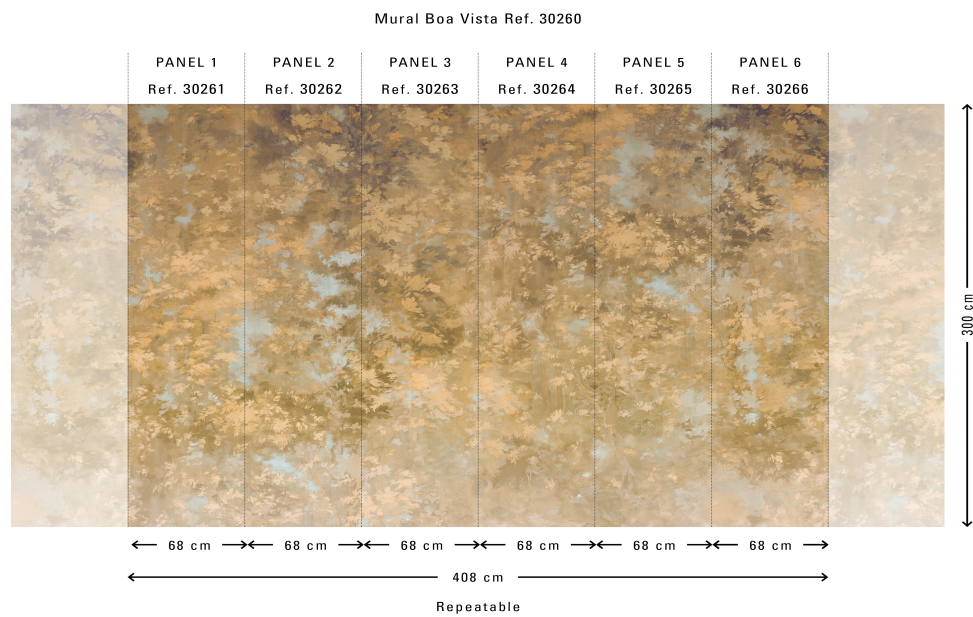 Mural Boa Vista Ref. 30260
PANEL 1 PANEL 2 PANEL 3 PANEL 4 PANEL 5 PANEL 6
Ref. 30261 Ref. 30262 Ref. 30263 Ref. 30264 Ref. 30265 Ref. 30266
300 cm
68 cm 68 cm 68 cm 68 cm 68 cm 68 cm
408 cm
Repeatable